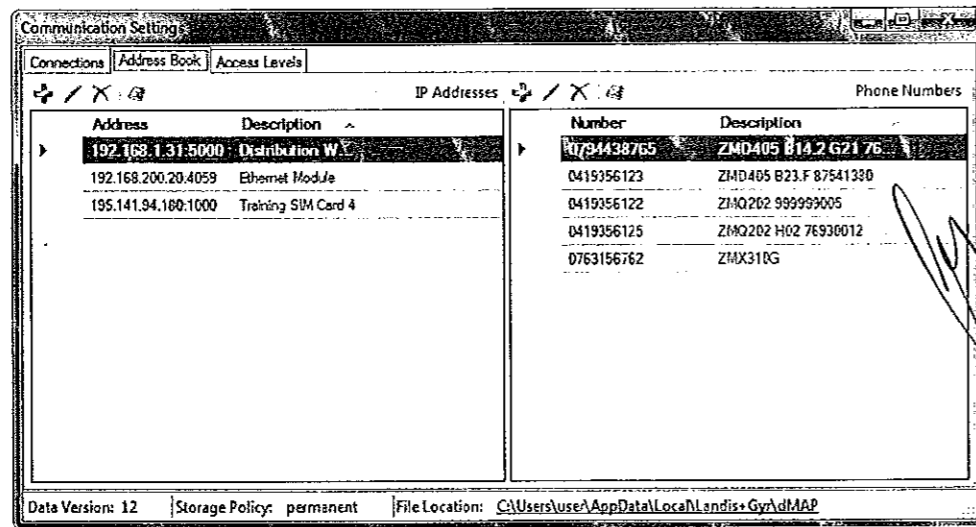 Communication Settings
Connections Address Book Access Levels
IP Addresses
Address Description
192.168.1.31:5000 Distribution W...
192.168.200.20:4059 Ethernet Module
195.141.94.180:1000 Training SIM Card 4
Phone Numbers
Number Description
0794438765 ZMD405 B14.2 G21 76...
0419356123 ZMD405 B23.F 87541330
0419356122 ZMQ202 999999005
0419356125 ZMQ202 H02 76930012
0763156762 ZMX310G
Data Version: 12 Storage Policy: permanent File Location: C:\Users\user\AppData\Local\Landis+Gyr\dMAP